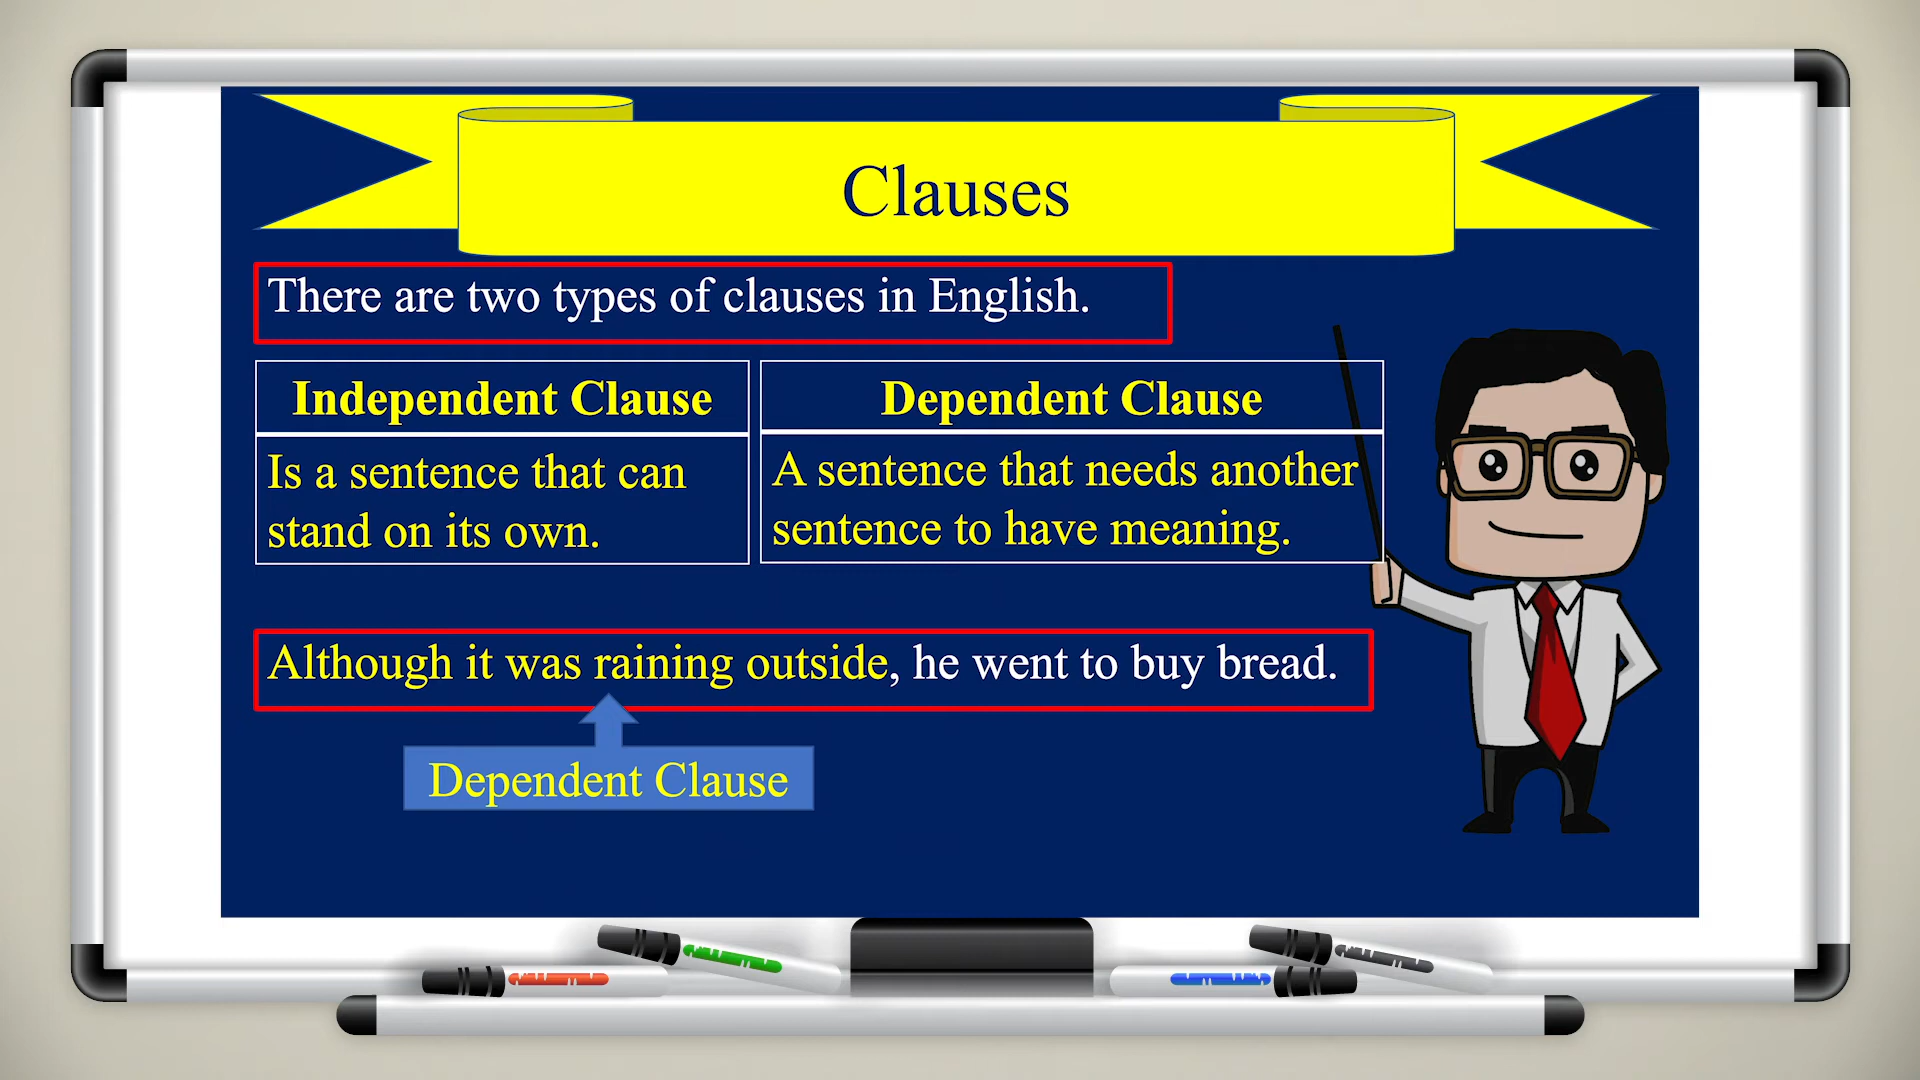 Clauses
There are two types of clauses in English.
Independent Clause
Is a sentence that can
stand on its own.
Dependent Clause
A sentence that needs another
sentence to have meaning.
Although it was raining outside, he went to buy bread.
Dependent Clause